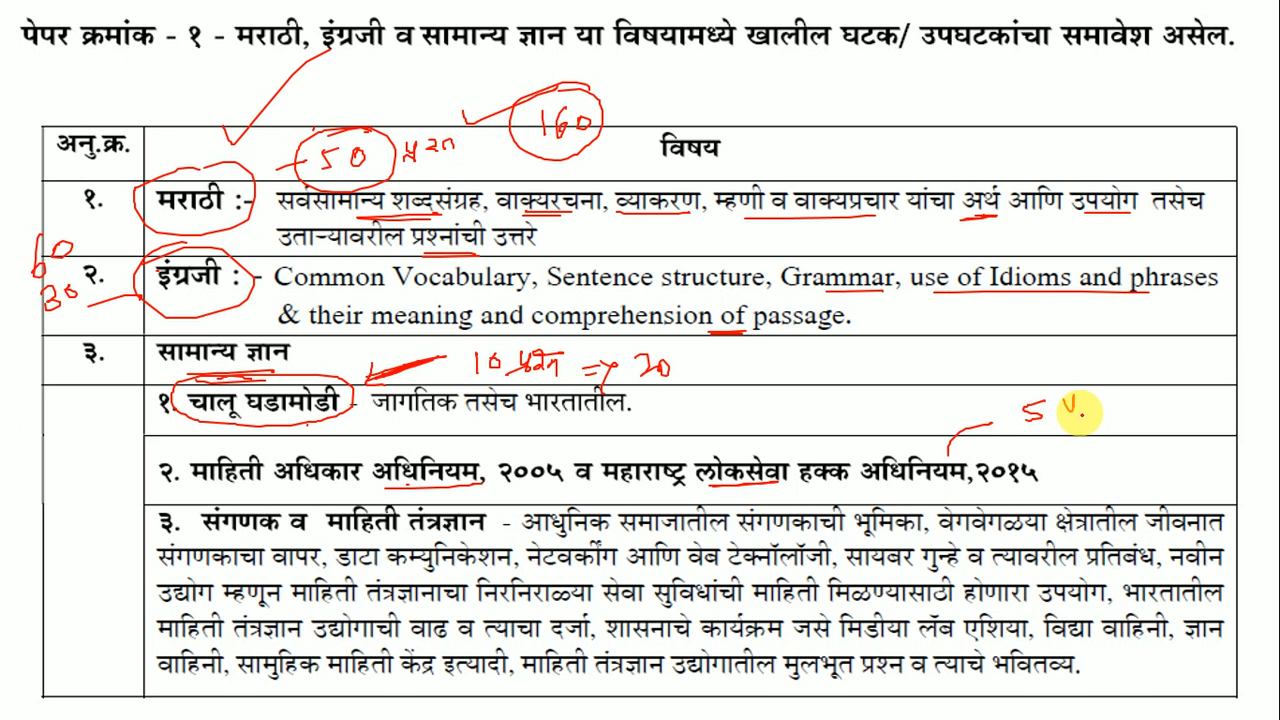 पेपर क्रमांक - १ - मराठी, इंग्रजी व सामान्य ज्ञान या विषयामध्ये खालील घटक/ उपघटकांचा समावेश असेल.
160
50 प्रश्न
अनु.क्र. विषय
१. मराठी :- सर्वसामान्य शब्दसंग्रह, वाक्यरचना, व्याकरण, म्हणी व वाक्यप्रचार यांचा अर्थ आणि उपयोग तसेच
उताऱ्यावरील प्रश्नांची उत्तरे
60
२. इंग्रजी :- Common Vocabulary, Sentence structure, Grammar, use of Idioms and phrases
30
& their meaning and comprehension of passage.
३. सामान्य ज्ञान
10 प्रश्न => 20
१. चालू घडामोडी - जागतिक तसेच भारतातील.
5
२. माहिती अधिकार अधिनियम, २००५ व महाराष्ट्र लोकसेवा हक्क अधिनियम,२०१५
३. संगणक व माहिती तंत्रज्ञान - आधुनिक समाजातील संगणकाची भूमिका, वेगवेगळया क्षेत्रातील जीवनात
संगणकाचा वापर, डाटा कम्युनिकेशन, नेटवर्कींग आणि वेब टेक्नॉलॉजी, सायबर गुन्हे व त्यावरील प्रतिबंध, नवीन
उद्योग म्हणून माहिती तंत्रज्ञानाचा निरनिराळ्या सेवा सुविधांची माहिती मिळण्यासाठी होणारा उपयोग, भारतातील
माहिती तंत्रज्ञान उद्योगाची वाढ व त्याचा दर्जा, शासनाचे कार्यक्रम जसे मिडीया लॅब एशिया, विद्या वाहिनी, ज्ञान
वाहिनी, सामुहिक माहिती केंद्र इत्यादी, माहिती तंत्रज्ञान उद्योगातील मुलभूत प्रश्न व त्याचे भवितव्य.